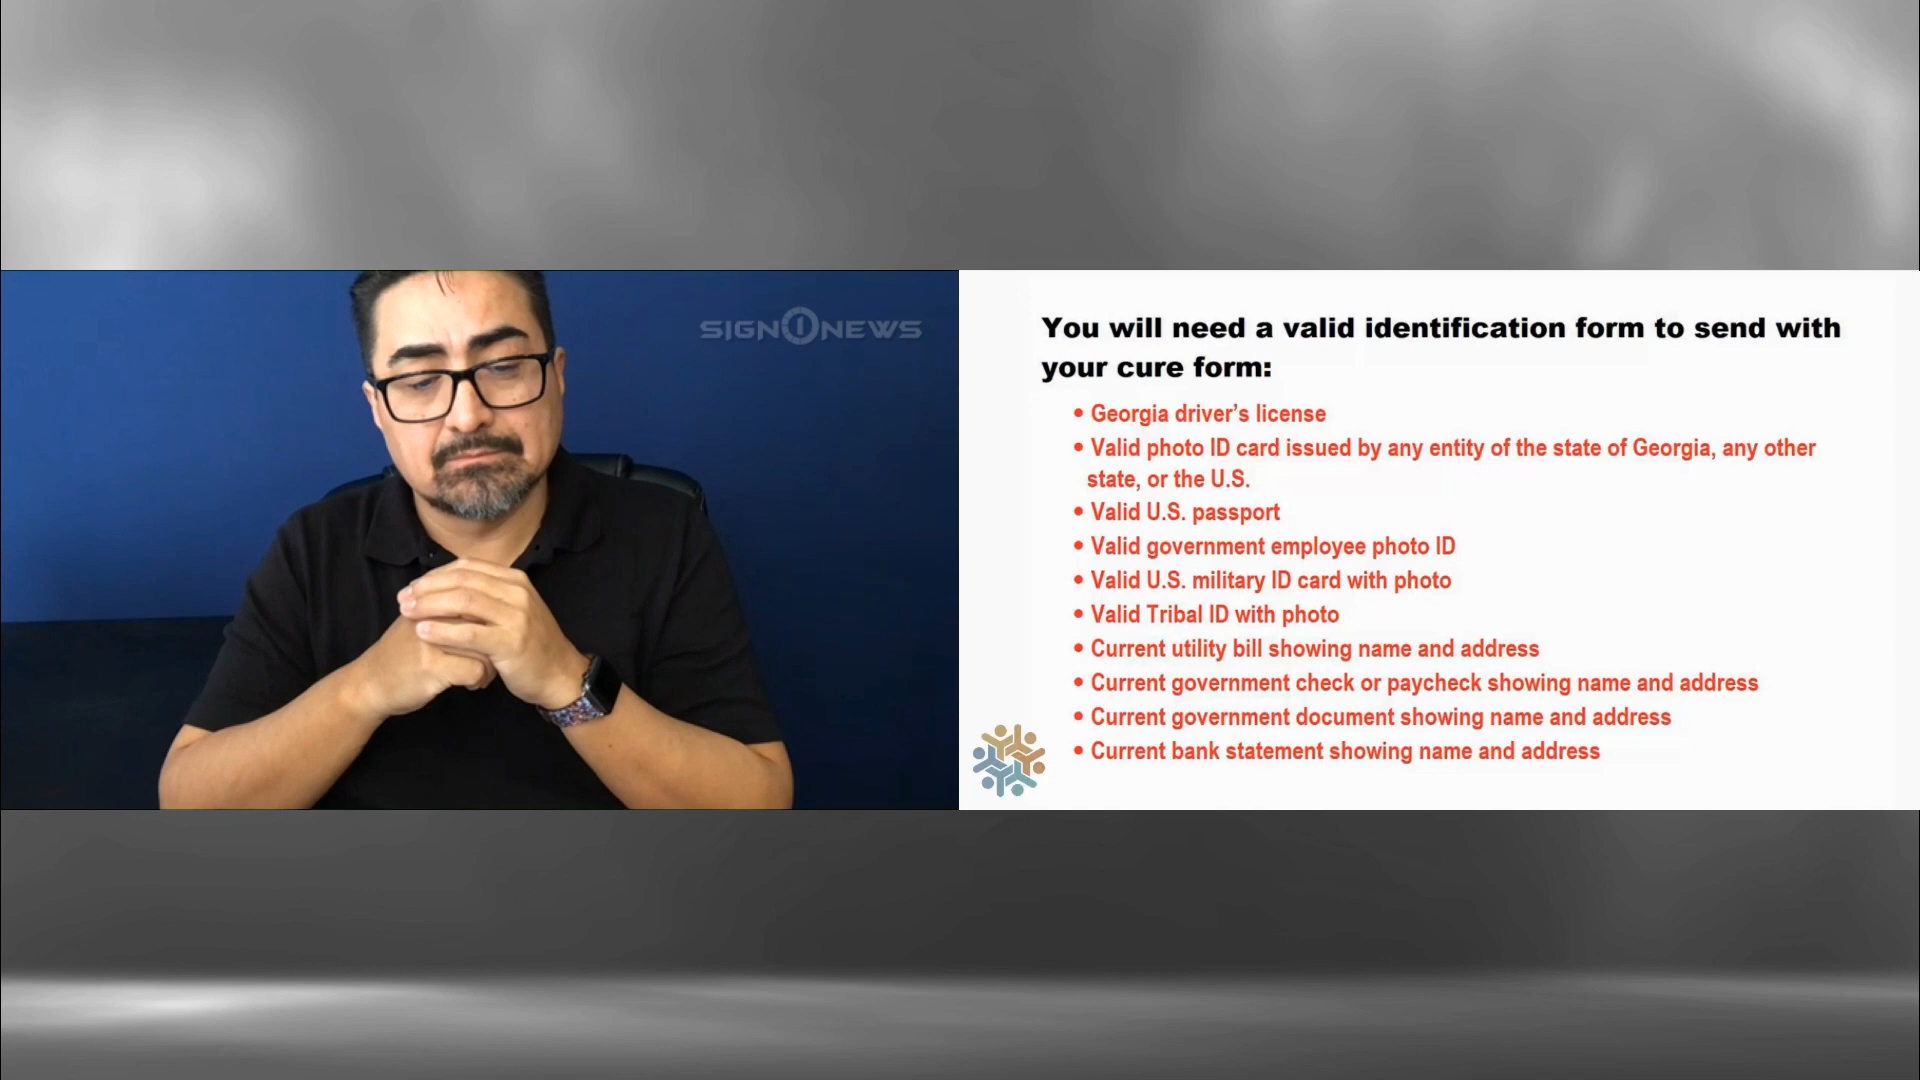 SIGN1NEWS
You will need a valid identification form to send with
your cure form:
• Georgia driver’s license
• Valid photo ID card issued by any entity of the state of Georgia, any other
state, or the U.S.
• Valid U.S. passport
• Valid government employee photo ID
• Valid U.S. military ID card with photo
• Valid Tribal ID with photo
• Current utility bill showing name and address
• Current government check or paycheck showing name and address
• Current government document showing name and address
• Current bank statement showing name and address